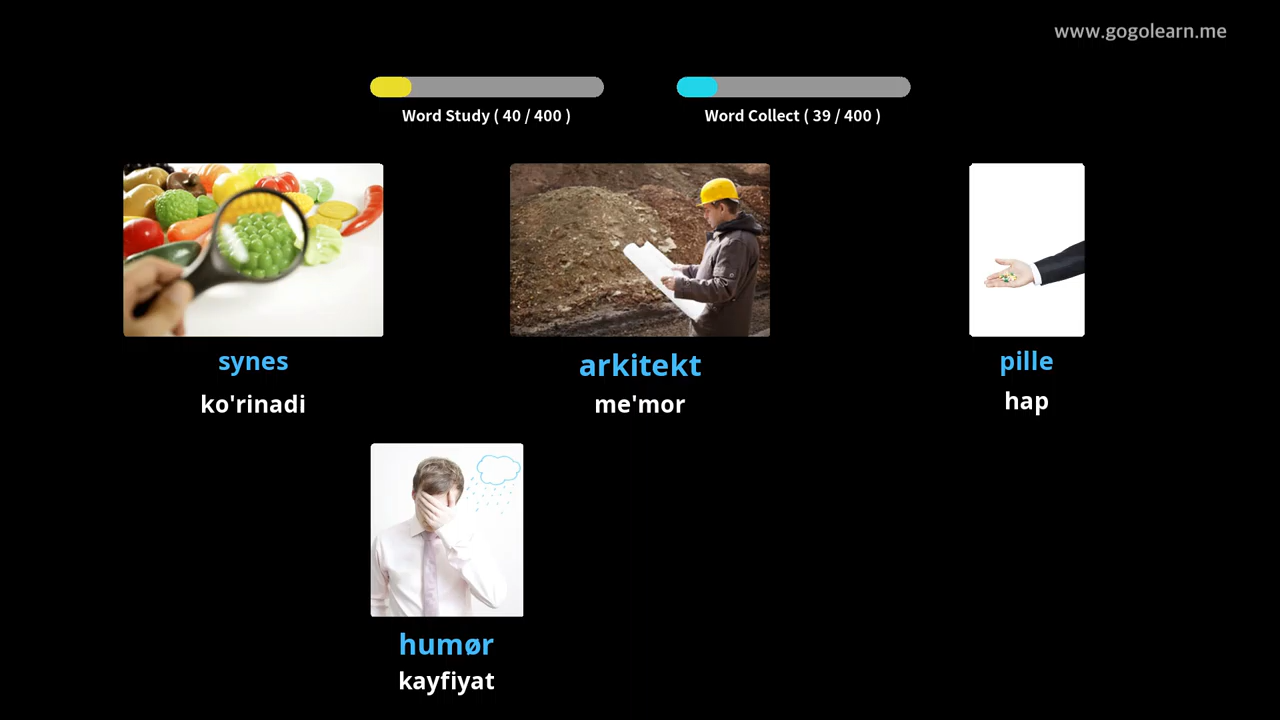 www.gogolearn.me
Word Study ( 40 / 400 )
Word Collect ( 39 / 400 )
synes
ko'rinadi
arkitekt
me'mor
pille
hap
humør
kayfiyat